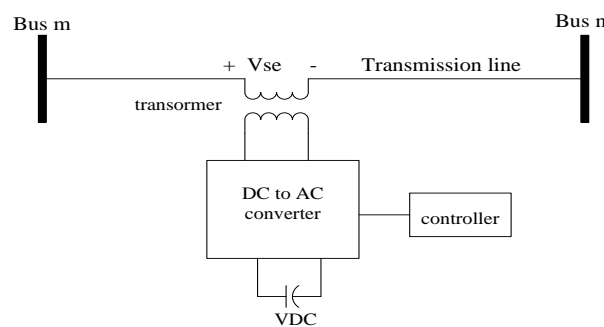 Bus m
Bus n
+ Vse -
Transmission line
transormer
DC to AC
converter
controller
VDC